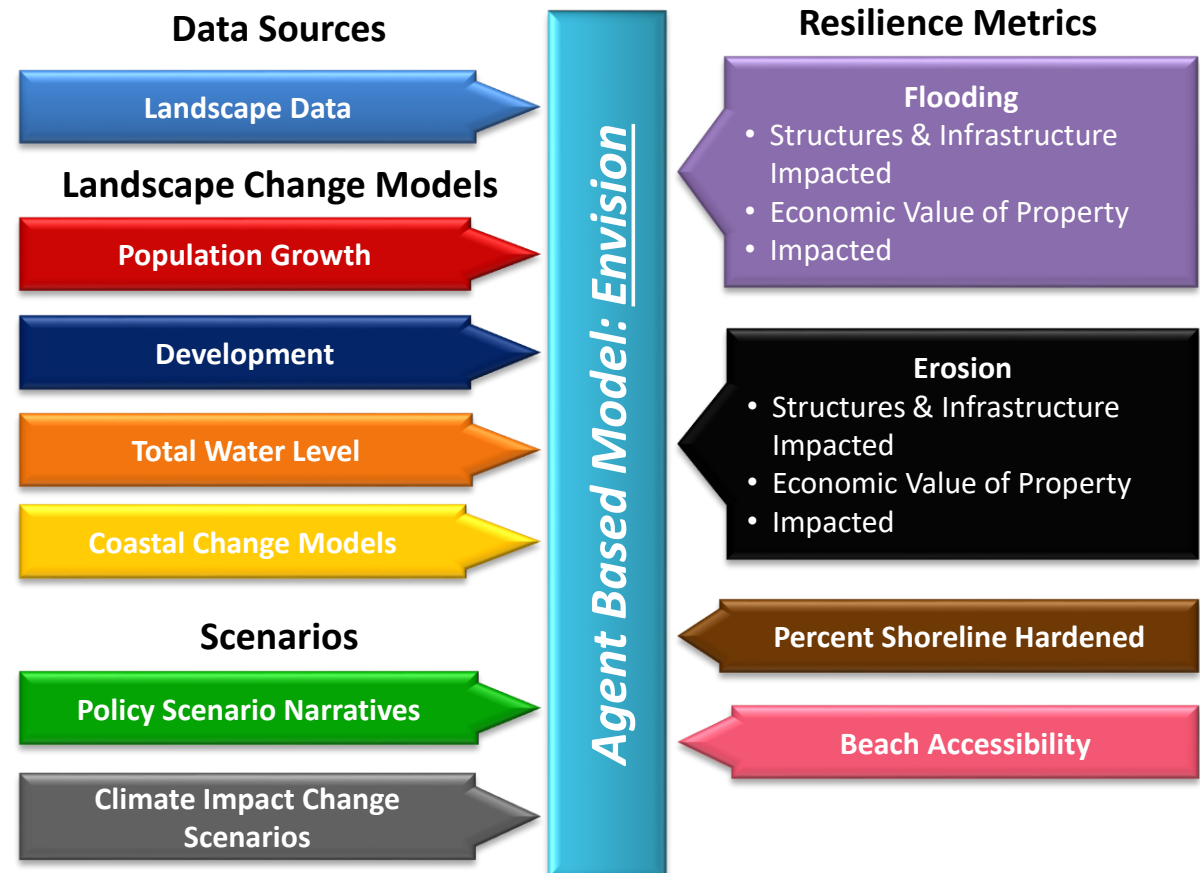 Data Sources
Landscape Data
Landscape Change Models
Population Growth
Development
Total Water Level
Coastal Change Models
Scenarios
Policy Scenario Narratives
Climate Impact Change
Scenarios
Agent Based Model: Envision
Resilience Metrics
Flooding
• Structures & Infrastructure
Impacted
• Economic Value of Property
• Impacted
Erosion
• Structures & Infrastructure
Impacted
• Economic Value of Property
• Impacted
Percent Shoreline Hardened
Beach Accessibility